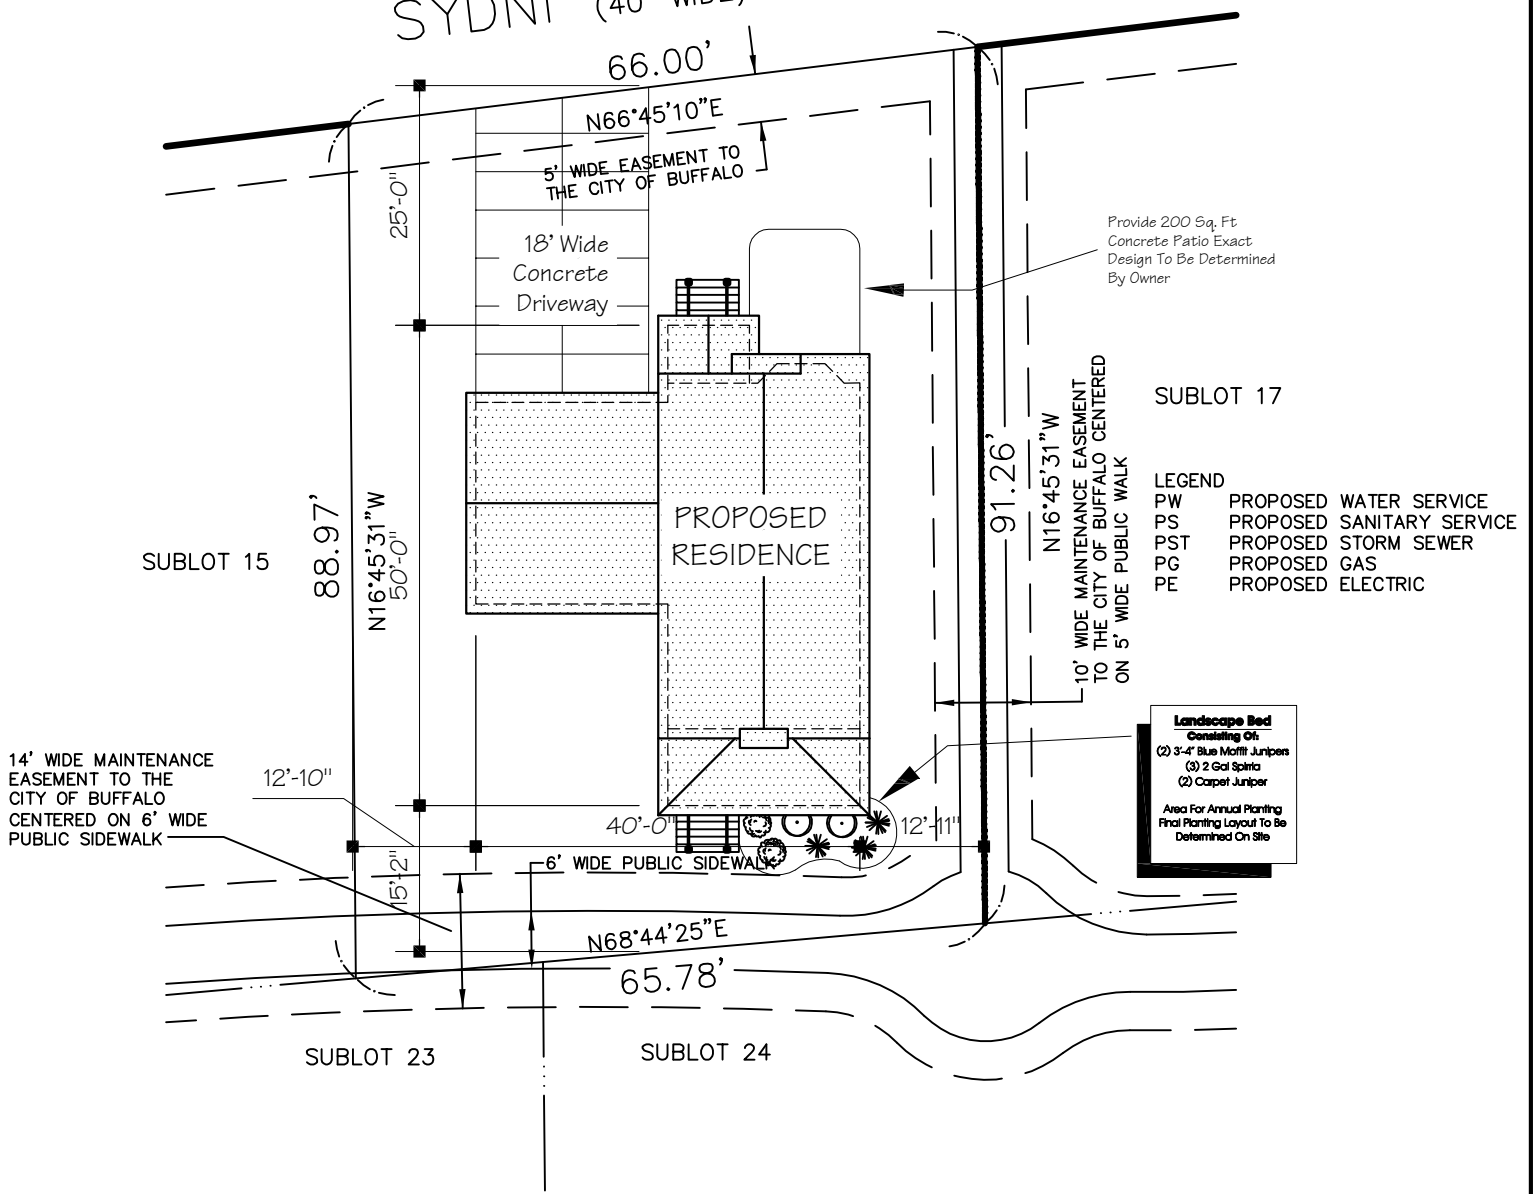 SYDNI (40' WIDE)
66.00'
N66°45'10"E
5' WIDE EASEMENT TO
THE CITY OF BUFFALO
25'-0"
18' Wide
Concrete
Driveway
Provide 200 Sq. Ft
Concrete Patio Exact
Design To Be Determined
By Owner
SUBLOT 17
LEGEND
PW PROPOSED WATER SERVICE
PS PROPOSED SANITARY SERVICE
PST PROPOSED STORM SEWER
PG PROPOSED GAS
PE PROPOSED ELECTRIC
91.26'
N16°45'31"W
10' WIDE MAINTENANCE EASEMENT
TO THE CITY OF BUFFALO CENTERED
ON 5' WIDE PUBLIC WALK
PROPOSED
RESIDENCE
SUBLOT 15
88.97'
N16°45'31"W
50'-0"
14' WIDE MAINTENANCE
EASEMENT TO THE
CITY OF BUFFALO
CENTERED ON 6' WIDE
PUBLIC SIDEWALK
12'-10"
40'-0"
12'-11"
15'-2"
6' WIDE PUBLIC SIDEWALK
Landscape Bed
Consisting Of:
(2) 3'-4" Blue Moffit Junipers
(3) 2 Gal Spirria
(2) Carpet Juniper
Area For Annual Planting
Final Planting Layout To Be
Determined On Site
N68°44'25"E
65.78'
SUBLOT 23
SUBLOT 24